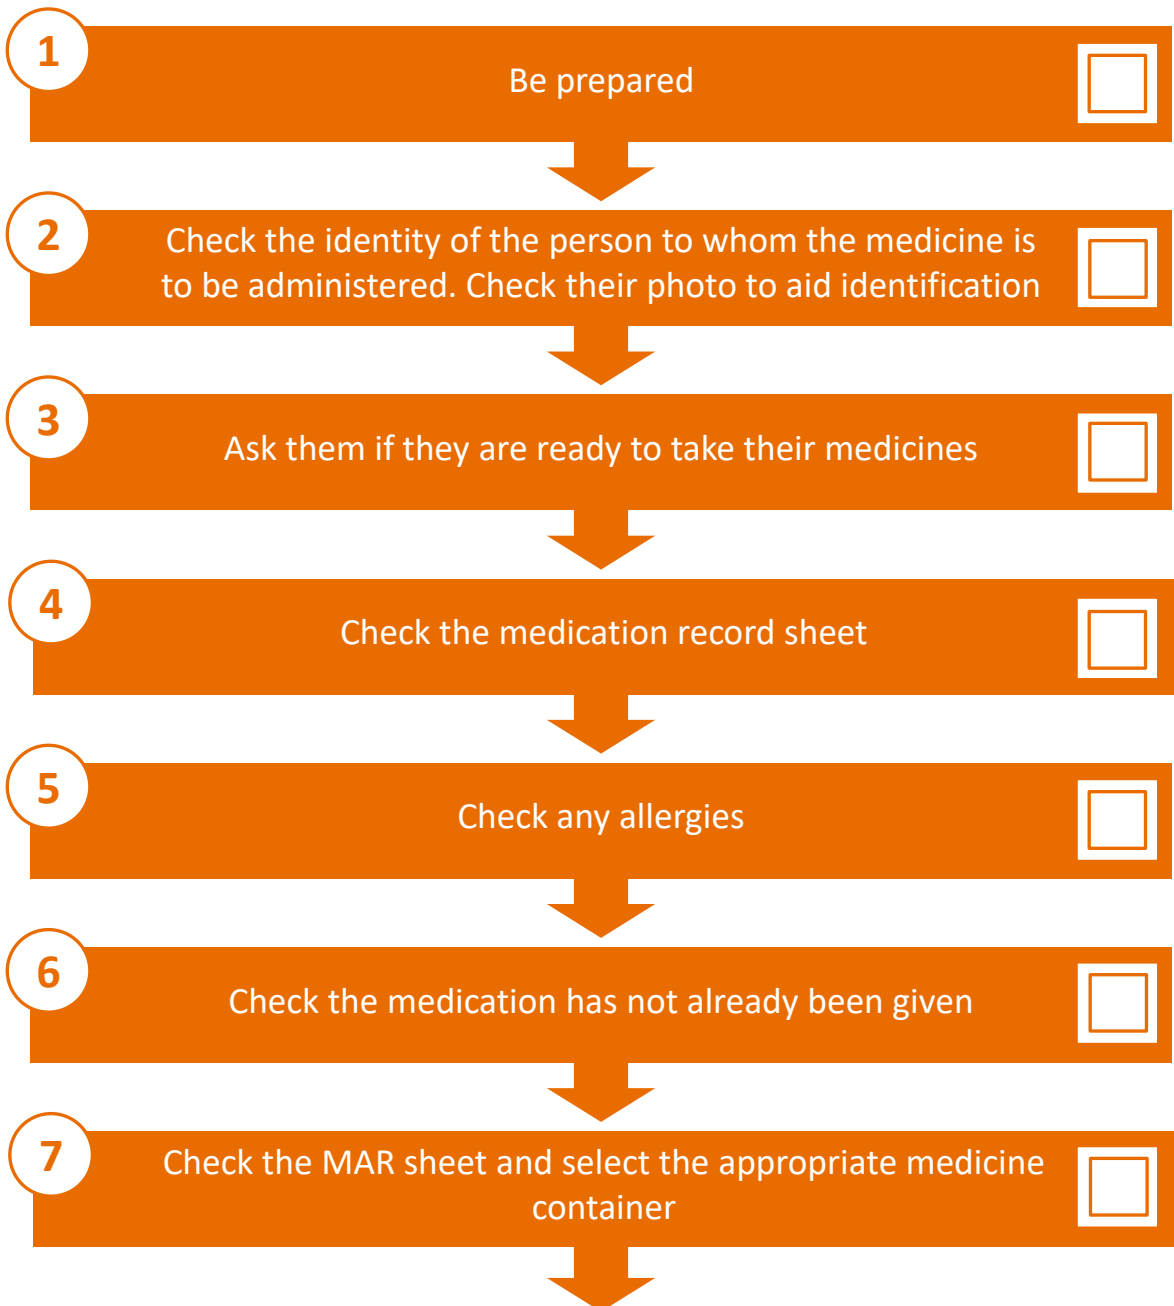 1
Be prepared
2
Check the identity of the person to whom the medicine is
to be administered. Check their photo to aid identification
3
Ask them if they are ready to take their medicines
4
Check the medication record sheet
5
Check any allergies
6
Check the medication has not already been given
7
Check the MAR sheet and select the appropriate medicine
container